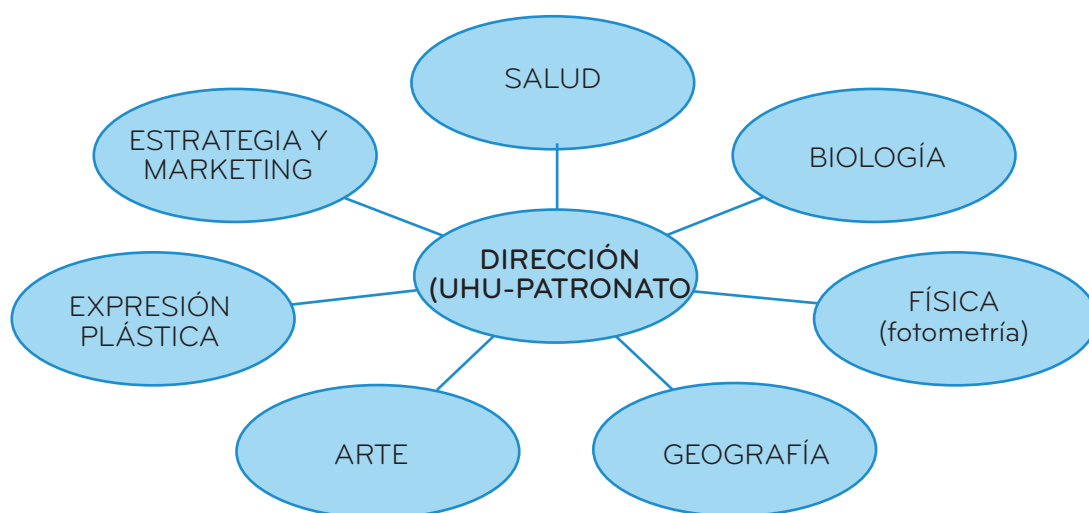 SALUD
ESTRATEGIA Y
MARKETING
BIOLOGÍA
DIRECCIÓN
(UHU-PATRONATO
EXPRESIÓN
PLÁSTICA
FÍSICA
(fotometría)
ARTE
GEOGRAFÍA